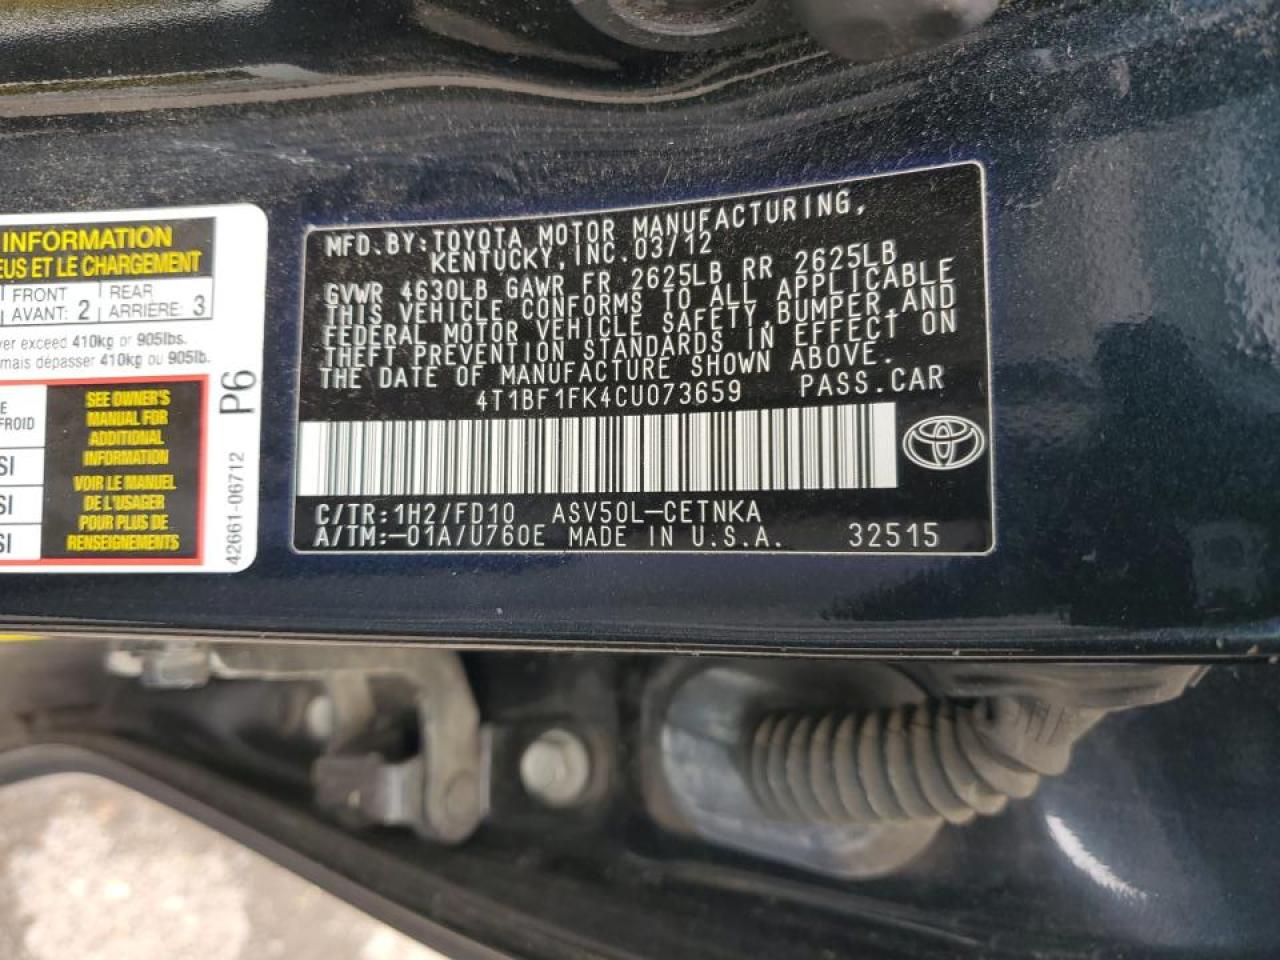 INFORMATION
EUS ET LE CHARGEMENT
FRONT
AVANT: 2
REAR
ARRIÈRE: 3
exceed 410kg or 905lbs.
mais dépasser 410kg ou 905lb.
FROID
SEE OWNER'S
MANUAL FOR
ADDITIONAL
INFORMATION
VOIR LE MANUEL
DE L'USAGER
POUR PLUS DE
RENSEIGNEMENTS
P6
42661-06712
MFD.BY: TOYOTA MOTOR MANUFACTURING,
KENTUCKY, INC. 03/12
GVWR 4630LB GAWR FR 2625LB RR 2625LB
THIS VEHICLE CONFORMS TO ALL APPLICABLE
FEDERAL MOTOR VEHICLE SAFETY, BUMPER, AND
THEFT PREVENTION STANDARDS IN EFFECT ON
THE DATE OF MANUFACTURE SHOWN ABOVE.
4T1BF1FK4CU073659 PASS.CAR
C/TR:1H2/FD10 ASV50L-CETNKA
A/TM:-01A/U760E MADE IN U.S.A. 32515